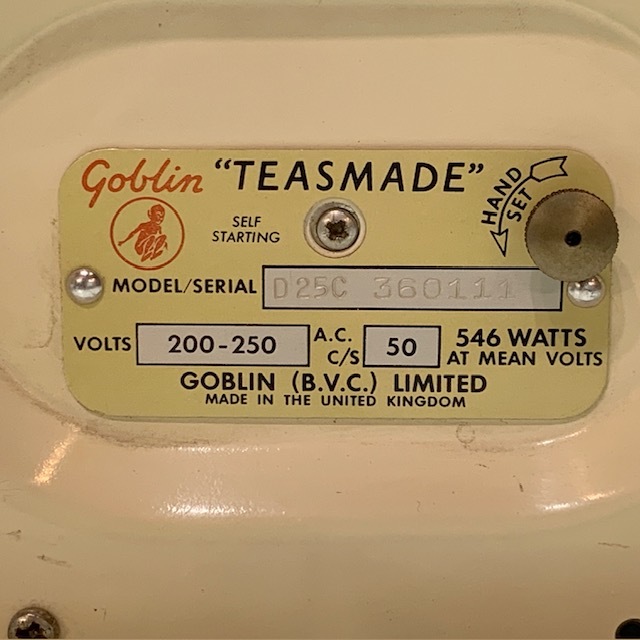 Goblin "TEASMADE"
SELF
STARTING
HAND
SET
MODEL/SERIAL D25C 360111
VOLTS 200-250 A.C. C/S 50 546 WATTS
AT MEAN VOLTS
GOBLIN (B.V.C.) LIMITED
MADE IN THE UNITED KINGDOM